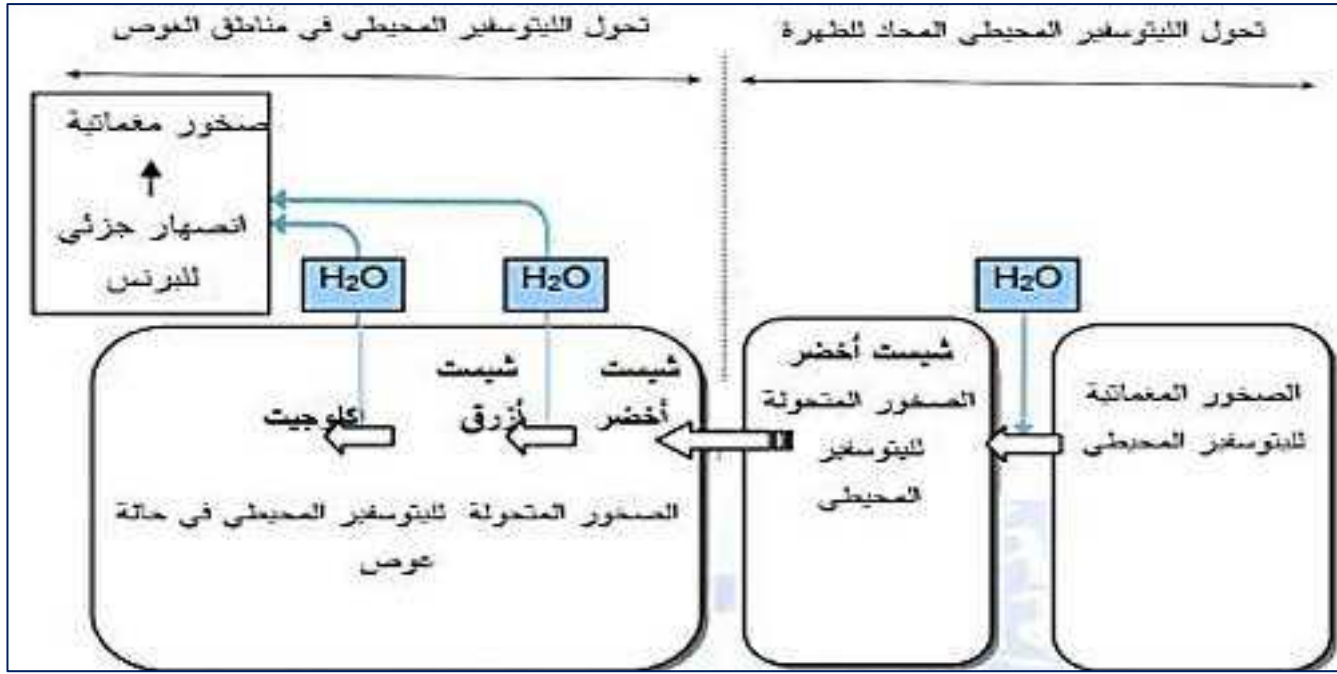 تحول الليتوسفير المحيطي المحاد للظهرة
تحول الليتوسفير المحيطي في مناطق الغوص
صخور مغماتية
انصهار جزئي
للبرنس
H₂O
H₂O
H₂O
الصخور المغماتية
لليتوسفير المحيطي
شيست أخضر
الصخور المتحولة
لليتوسفير
المحيطي
شيست
أخضر
شيست
أزرق
اكلوجيت
الصخور المتحولة لليتوسفير المحيطي في حالة
غوص